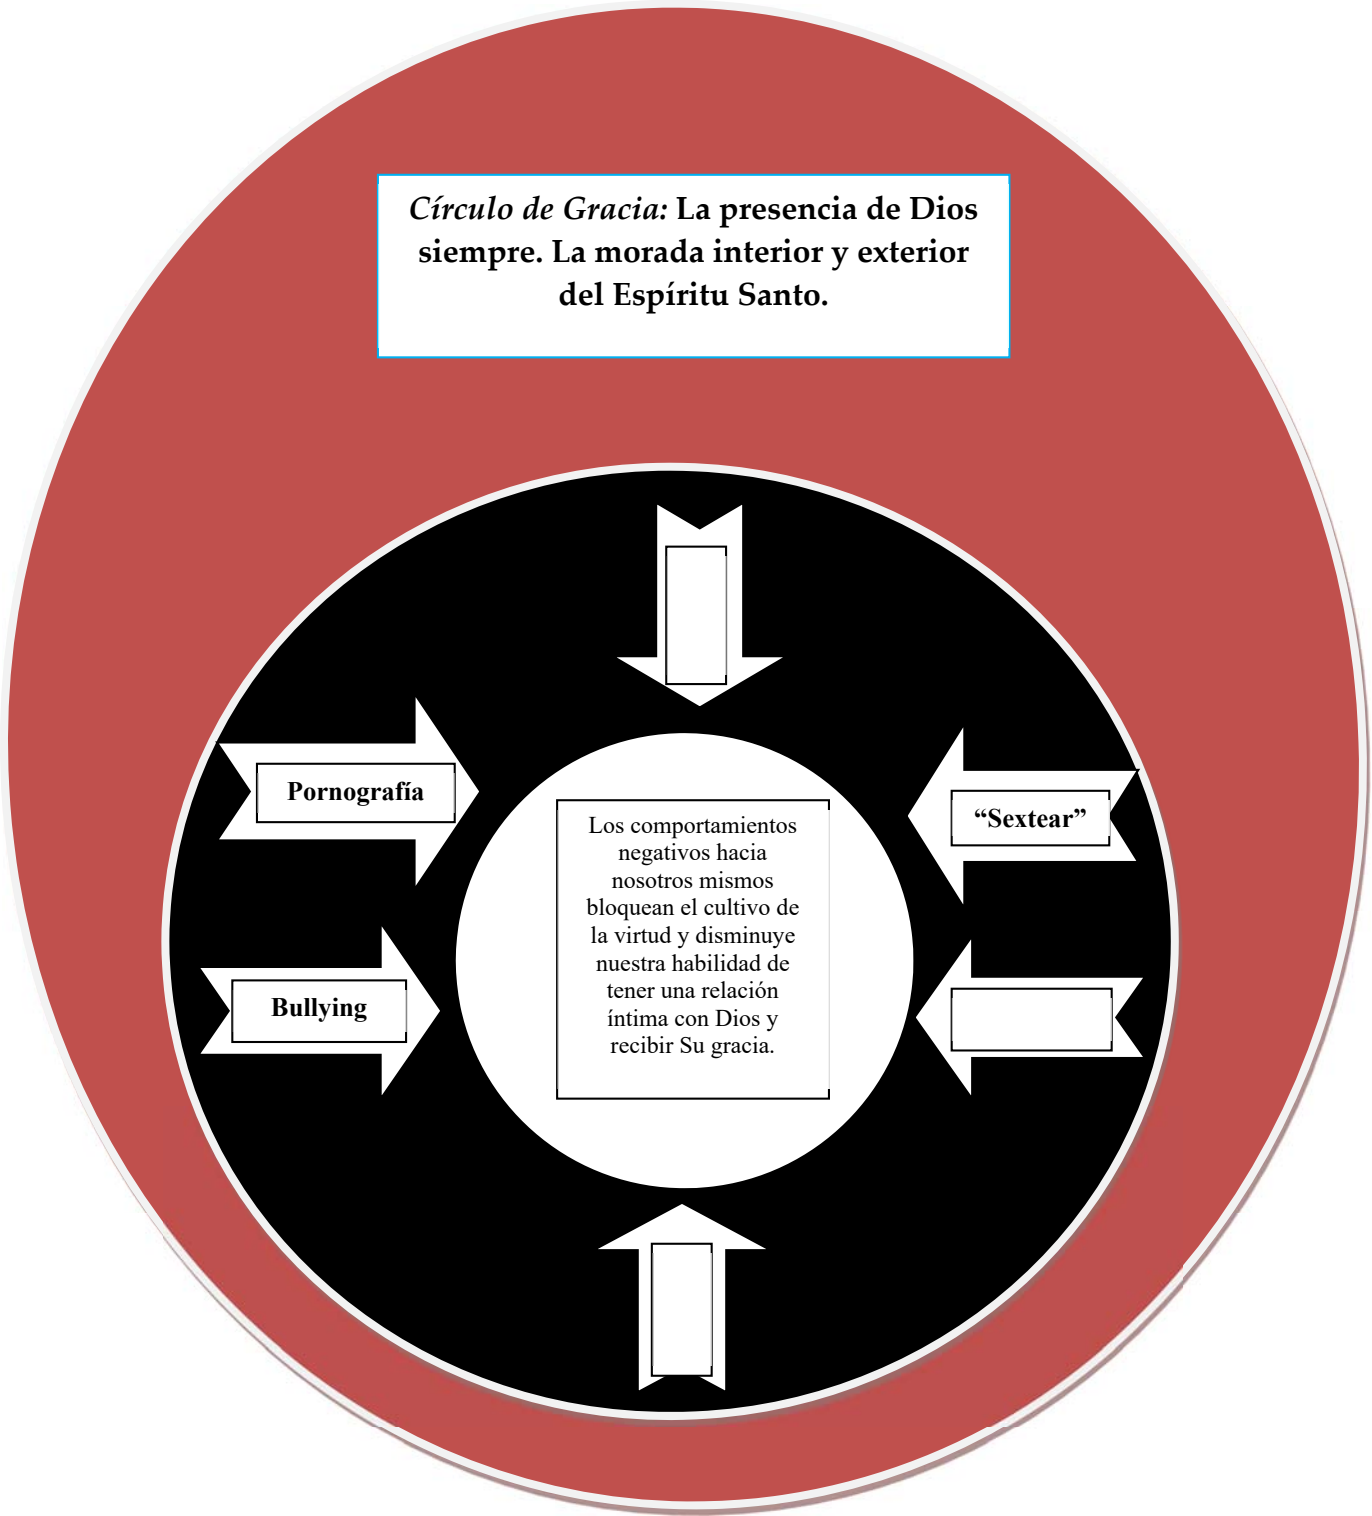 Círculo de Gracia: La presencia de Dios
siempre. La morada interior y exterior
del Espíritu Santo.
Pornografía
“Sextear”
Los comportamientos
negativos hacia
nosotros mismos
bloquean el cultivo de
la virtud y disminuye
nuestra habilidad de
tener una relación
íntima con Dios y
recibir Su gracia.
Bullying